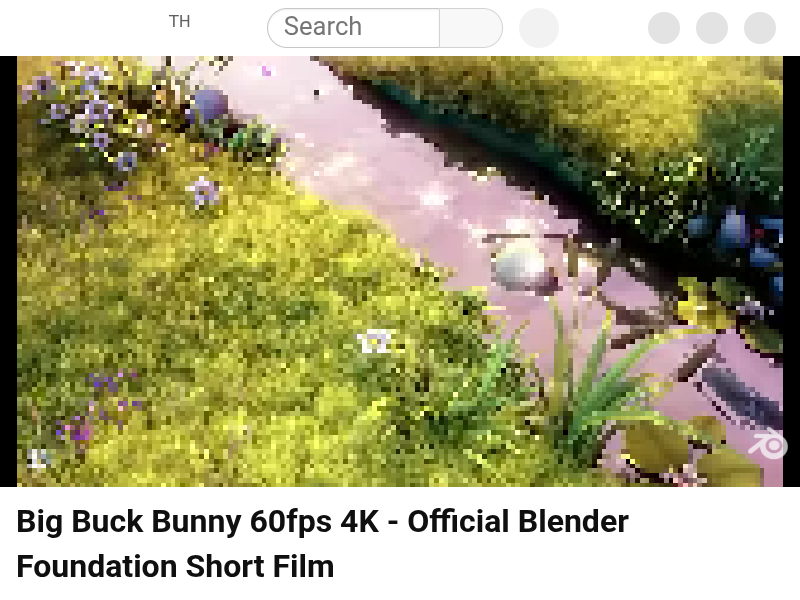 TH
Search
Big Buck Bunny 60fps 4K - Official Blender
Foundation Short Film